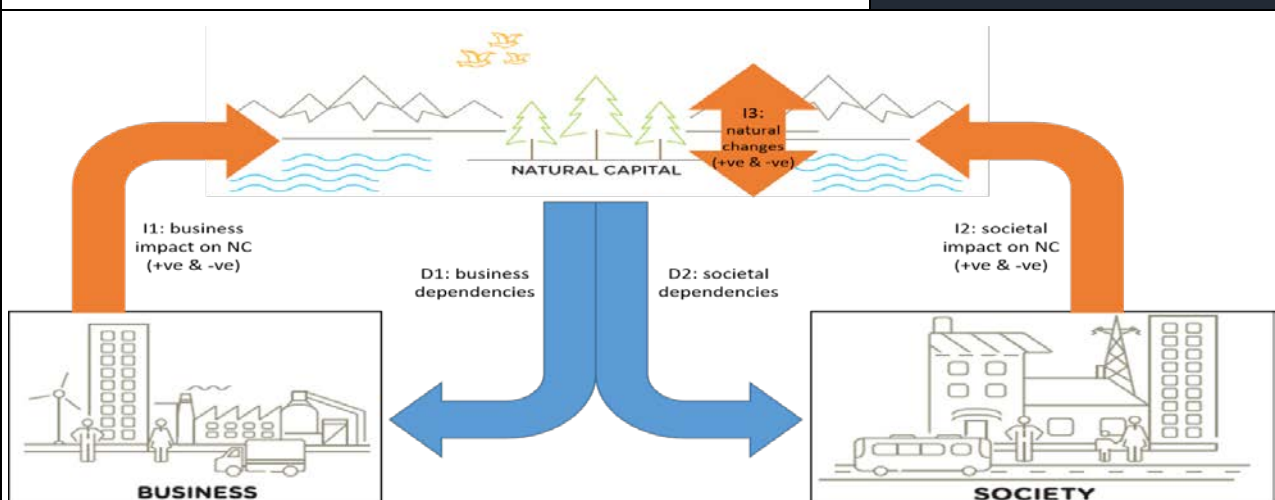 I3:
natural
changes
(+ve & -ve)
NATURAL CAPITAL
I1: business
impact on NC
(+ve & -ve)
I2: societal
impact on NC
(+ve & -ve)
D1: business
dependencies
D2: societal
dependencies
BUSINESS
SOCIETY